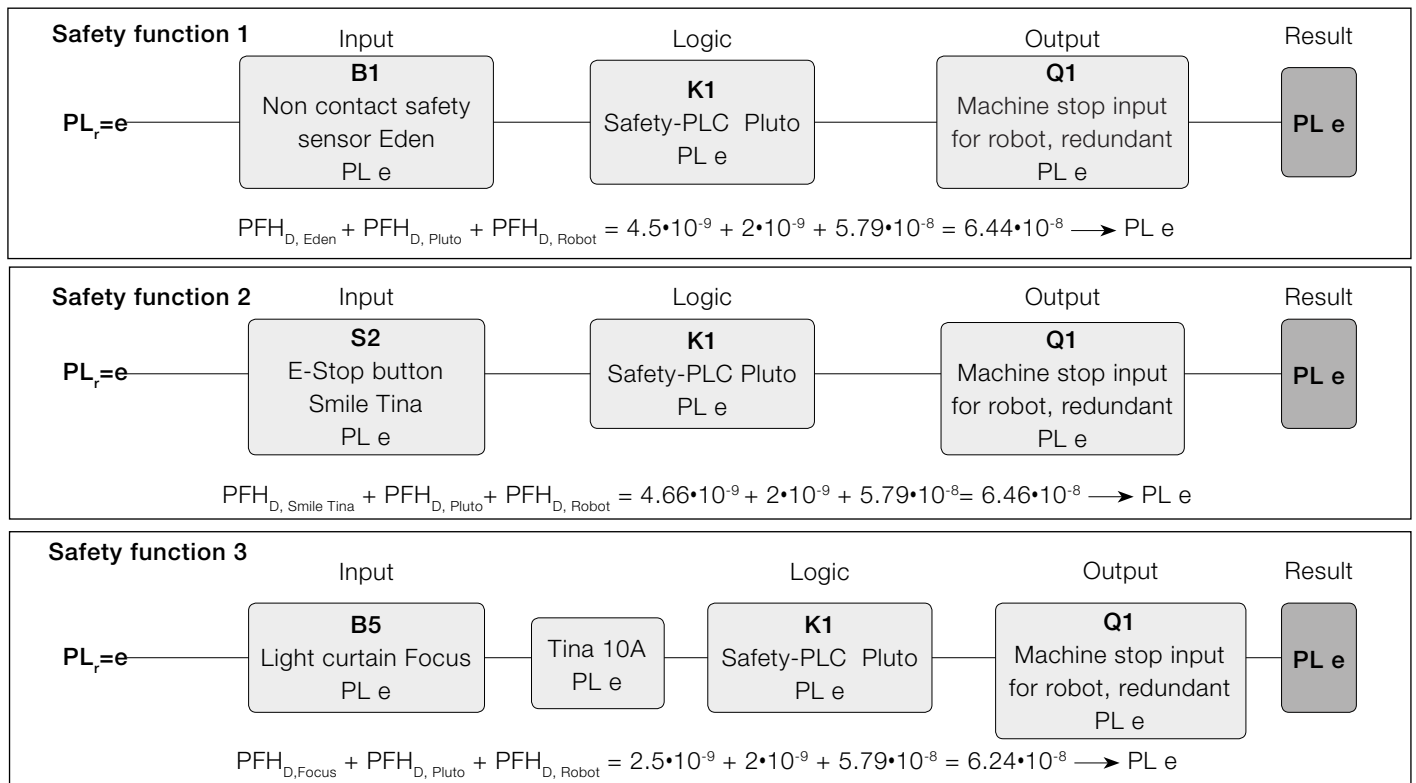 Safety function 1
Input
Logic
Output
Result
PLr=e
B1
Non contact safety
sensor Eden
PL e
K1
Safety-PLC Pluto
PL e
Q1
Machine stop input
for robot, redundant
PL e
PL e
PFHD, Eden + PFHD, Pluto + PFHD, Robot = 4.5•10⁻⁹ + 2•10⁻⁹ + 5.79•10⁻⁸ = 6.44•10⁻⁸ → PL e
Safety function 2
Input
Logic
Output
Result
PLr=e
S2
E-Stop button
Smile Tina
PL e
K1
Safety-PLC Pluto
PL e
Q1
Machine stop input
for robot, redundant
PL e
PL e
PFHD, Smile Tina + PFHD, Pluto+ PFHD, Robot = 4.66•10⁻⁹ + 2•10⁻⁹ + 5.79•10⁻⁸= 6.46•10⁻⁸ → PL e
Safety function 3
Input
Logic
Output
Result
PLr=e
B5
Light curtain Focus
PL e
Tina 10A
PL e
K1
Safety-PLC Pluto
PL e
Q1
Machine stop input
for robot, redundant
PL e
PL e
PFHD,Focus + PFHD, Pluto + PFHD, Robot = 2.5•10⁻⁹ + 2•10⁻⁹ + 5.79•10⁻⁸ = 6.24•10⁻⁸ → PL e